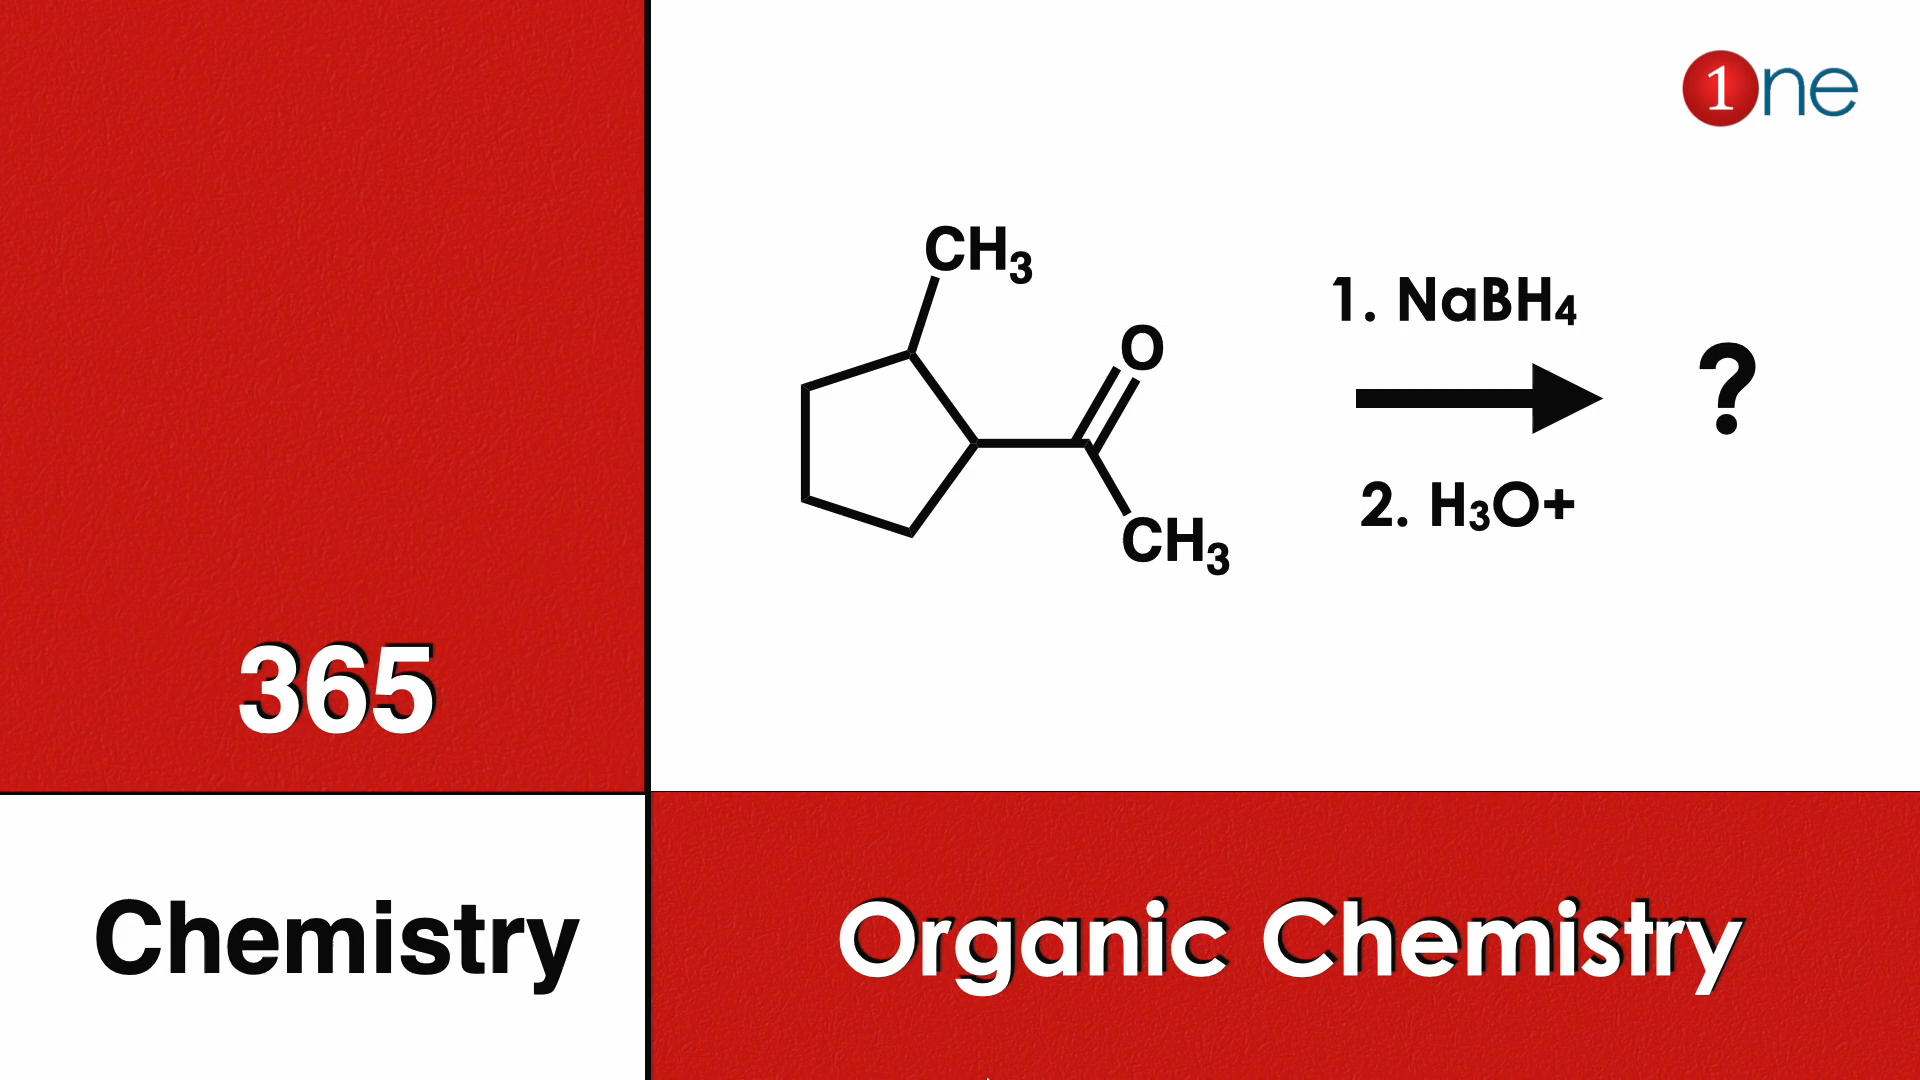 1ne
CH3
O
CH3
1. NaBH4
?
2. H3O+
365
Chemistry
Organic Chemistry